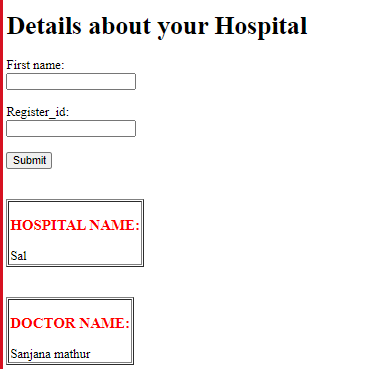 Details about your Hospital
First name:
Register_id:
Submit
HOSPITAL NAME:
Sal
DOCTOR NAME:
Sanjana mathur